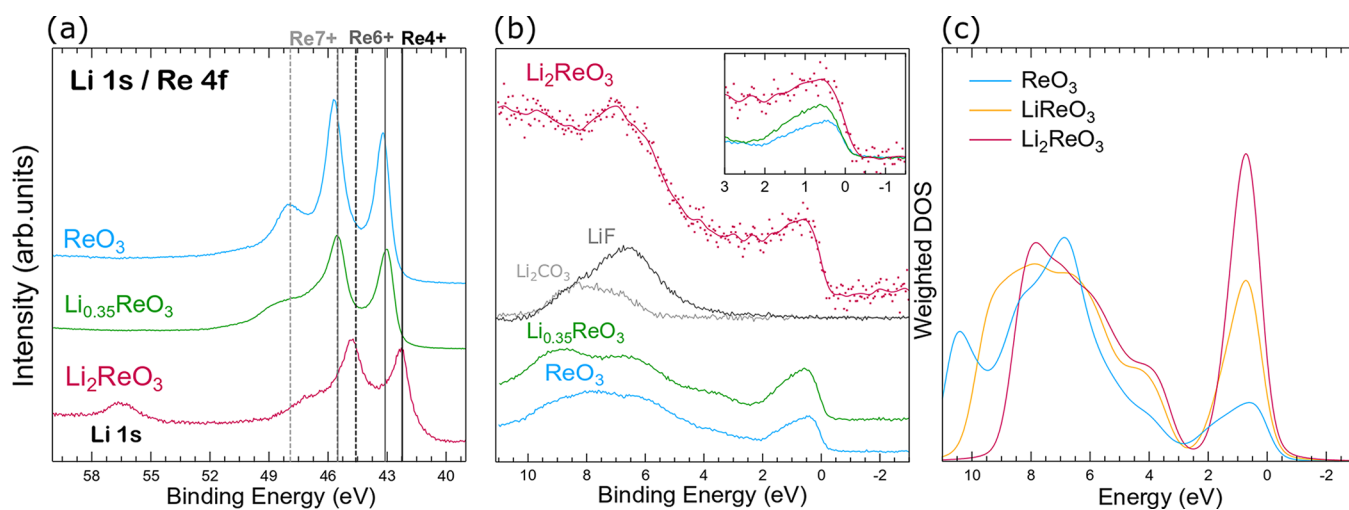 (a)
Re7+ Re6+ Re4+
Li 1s / Re 4f
ReO₃
Li₀.₃₅ReO₃
Li₂ReO₃
Li 1s
Intensity (arb.units)
58 55 52 49 46 43 40
Binding Energy (eV)
(b)
Li₂ReO₃
3 2 1 0 -1
LiF
Li₂CO₃
Li₀.₃₅ReO₃
ReO₃
10 8 6 4 2 0 -2
Binding Energy (eV)
(c)
ReO₃
LiReO₃
Li₂ReO₃
Weighted DOS
10 8 6 4 2 0 -2
Energy (eV)